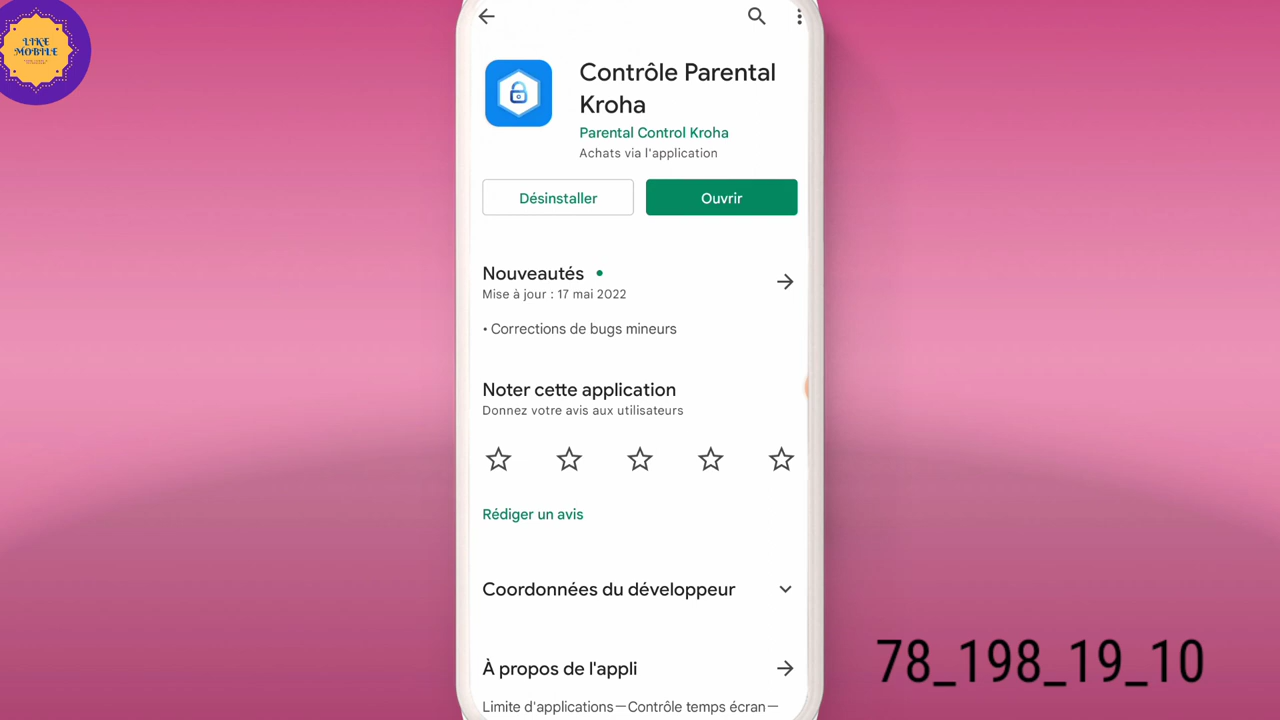 LIKE
MOBILE
Contrôle Parental
Kroha
Parental Control Kroha
Achats via l'application
Désinstaller
Ouvrir
Nouveautés
Mise à jour : 17 mai 2022
• Corrections de bugs mineurs
Noter cette application
Donnez votre avis aux utilisateurs
Rédiger un avis
Coordonnées du développeur
À propos de l'appli
Limite d'applications—Contrôle temps écran—
78_198_19_10